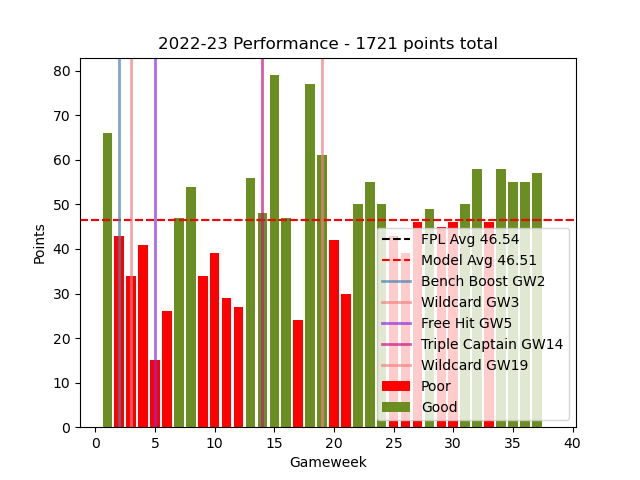 2022-23 Performance - 1721 points total
80
70
60
50
40
30
20
10
0
Points
FPL Avg 46.54
Model Avg 46.51
Bench Boost GW2
Wildcard GW3
Free Hit GW5
Triple Captain GW14
Wildcard GW19
Poor
Good
0 5 10 15 20 25 30 35 40
Gameweek